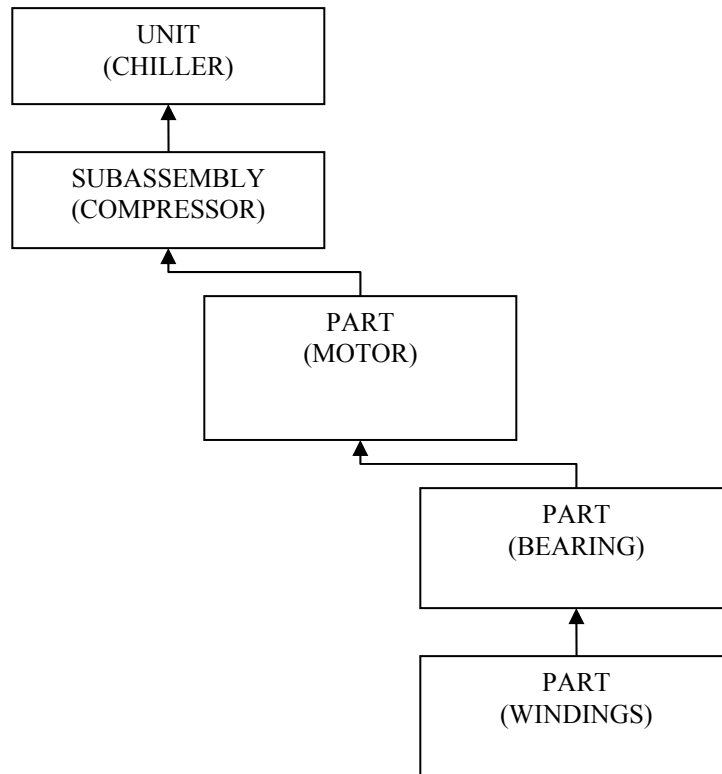 UNIT
(CHILLER)
SUBASSEMBLY
(COMPRESSOR)
PART
(MOTOR)
PART
(BEARING)
PART
(WINDINGS)